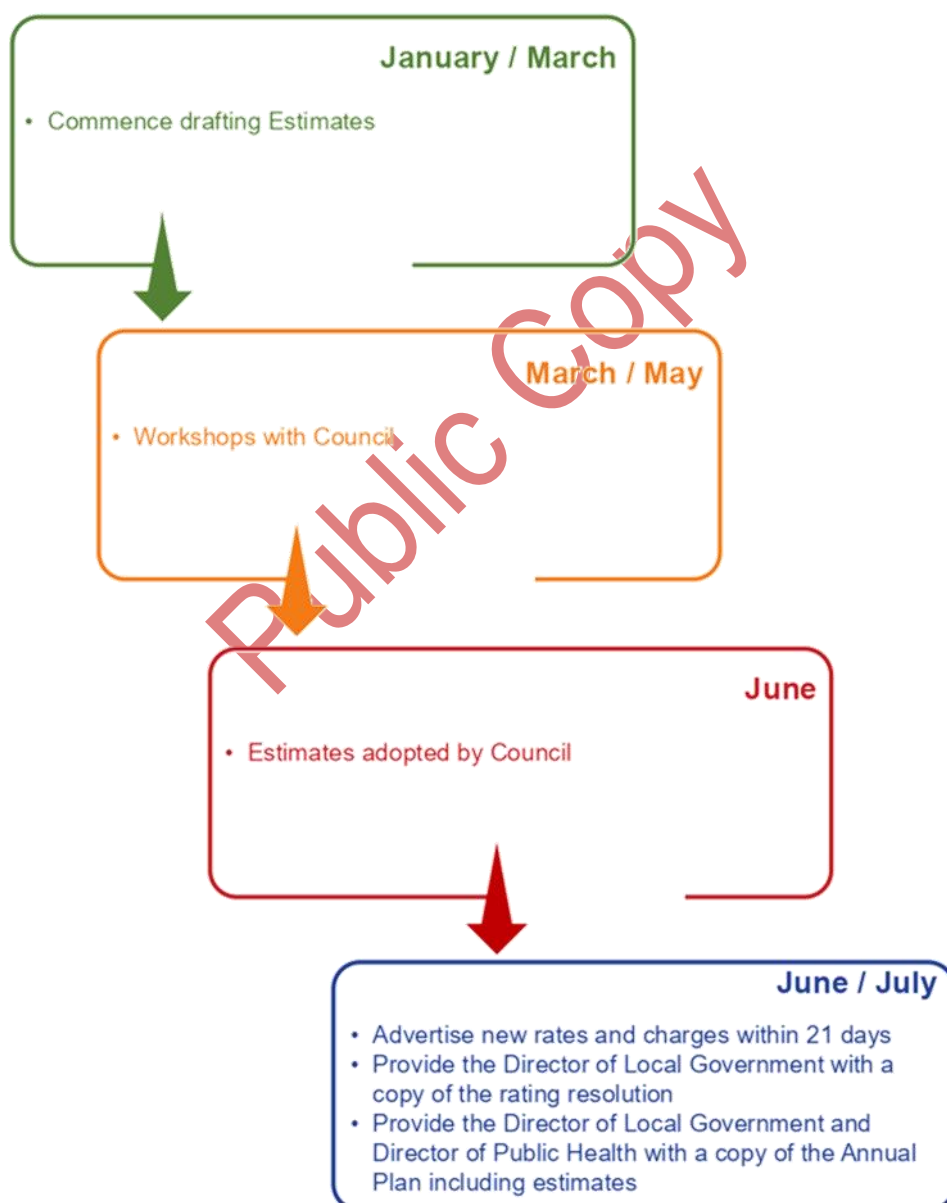 January / March
• Commence drafting Estimates
March / May
• Workshops with Council
Public Copy
June
• Estimates adopted by Council
June / July
• Advertise new rates and charges within 21 days
• Provide the Director of Local Government with a
copy of the rating resolution
• Provide the Director of Local Government and
Director of Public Health with a copy of the Annual
Plan including estimates